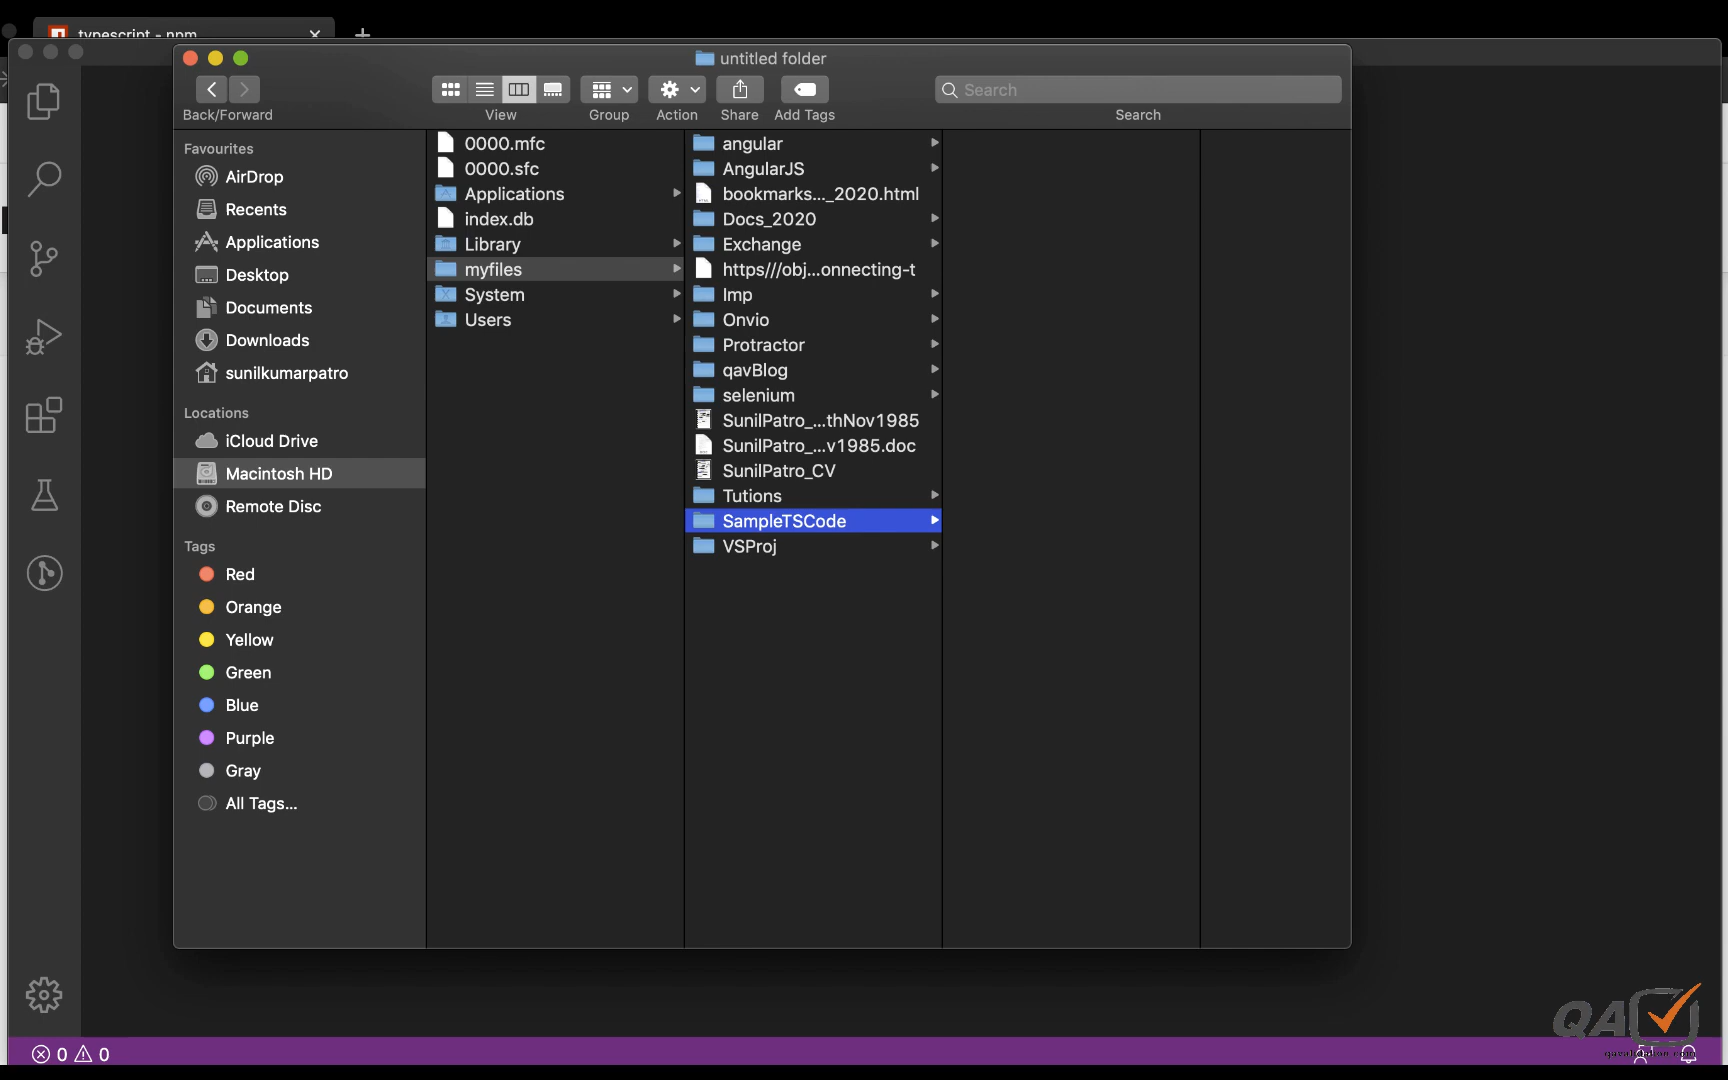 typescript - npm
untitled folder
Back/Forward
View
Group
Action
Share
Add Tags
Search
Search
Favourites
AirDrop
Recents
Applications
Desktop
Documents
Downloads
sunilkumarpatro
Locations
iCloud Drive
Macintosh HD
Remote Disc
Tags
Red
Orange
Yellow
Green
Blue
Purple
Gray
All Tags...
0000.mfc
0000.sfc
Applications
index.db
Library
myfiles
System
Users
angular
AngularJS
bookmarks..._2020.html
Docs_2020
Exchange
https///obj...onnecting-t
Imp
Onvio
Protractor
qavBlog
selenium
SunilPatro_...thNov1985
SunilPatro_...v1985.doc
SunilPatro_CV
Tutions
SampleTSCode
VSProj
0 0
QA